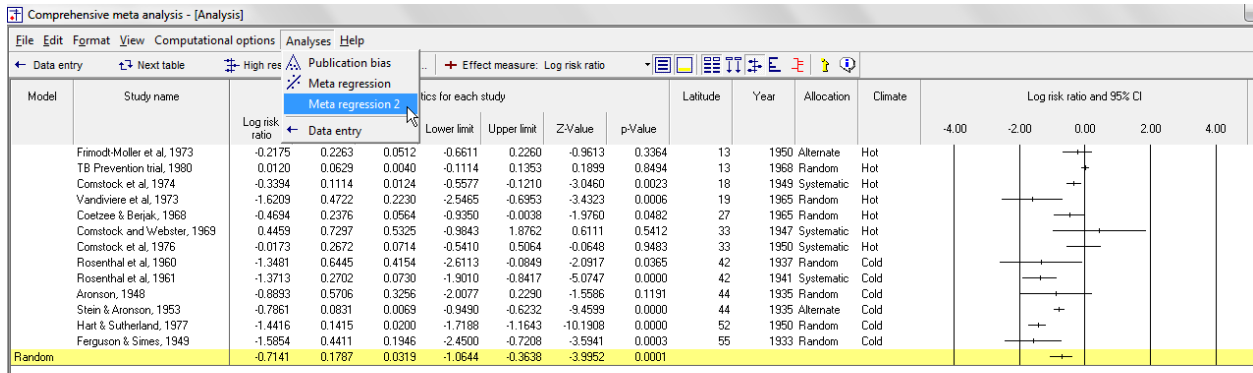 Comprehensive meta analysis - [Analysis]
File Edit Format View Computational options Analyses Help
← Data entry Next table High res .. Effect measure: Log risk ratio
Publication bias
Meta regression
Meta regression 2
Data entry
Model Study name tics for each study Latitude Year Allocation Climate Log risk ratio and 95% CI
Log risk ratio Lower limit Upper limit Z-Value p-Value -4.00 -2.00 0.00 2.00 4.00
Frimodt-Moller et al, 1973 -0.2175 0.2263 0.0512 -0.6611 0.2260 -0.9613 0.3364 13 1950 Alternate Hot
TB Prevention trial, 1980 0.0120 0.0629 0.0040 -0.1114 0.1353 0.1899 0.8494 13 1968 Random Hot
Comstock et al, 1974 -0.3394 0.1114 0.0124 -0.5577 -0.1210 -3.0460 0.0023 18 1949 Systematic Hot
Vandiviere et al, 1973 -1.6209 0.4722 0.2230 -2.5465 -0.6953 -3.4323 0.0006 19 1965 Random Hot
Coetzee & Berjak, 1968 -0.4694 0.2376 0.0564 -0.9350 -0.0038 -1.9760 0.0482 27 1965 Random Hot
Comstock and Webster, 1969 0.4459 0.7297 0.5325 -0.9843 1.8762 0.6111 0.5412 33 1947 Systematic Hot
Comstock et al, 1976 -0.0173 0.2672 0.0714 -0.5410 0.5064 -0.0648 0.9483 33 1950 Systematic Hot
Rosenthal et al, 1960 -1.3481 0.6445 0.4154 -2.6113 -0.0849 -2.0917 0.0365 42 1937 Random Cold
Rosenthal et al, 1961 -1.3713 0.2702 0.0730 -1.9010 -0.8417 -5.0747 0.0000 42 1941 Systematic Cold
Aronson, 1948 -0.8893 0.5706 0.3256 -2.0077 0.2290 -1.5586 0.1191 44 1935 Random Cold
Stein & Aronson, 1953 -0.7861 0.0831 0.0069 -0.9490 -0.6232 -9.4599 0.0000 44 1935 Alternate Cold
Hart & Sutherland, 1977 -1.4416 0.1415 0.0200 -1.7188 -1.1643 -10.1908 0.0000 52 1950 Random Cold
Ferguson & Simes, 1949 -1.5854 0.4411 0.1946 -2.4500 -0.7208 -3.5941 0.0003 55 1933 Random Cold
Random -0.7141 0.1787 0.0319 -1.0644 -0.3638 -3.9952 0.0001